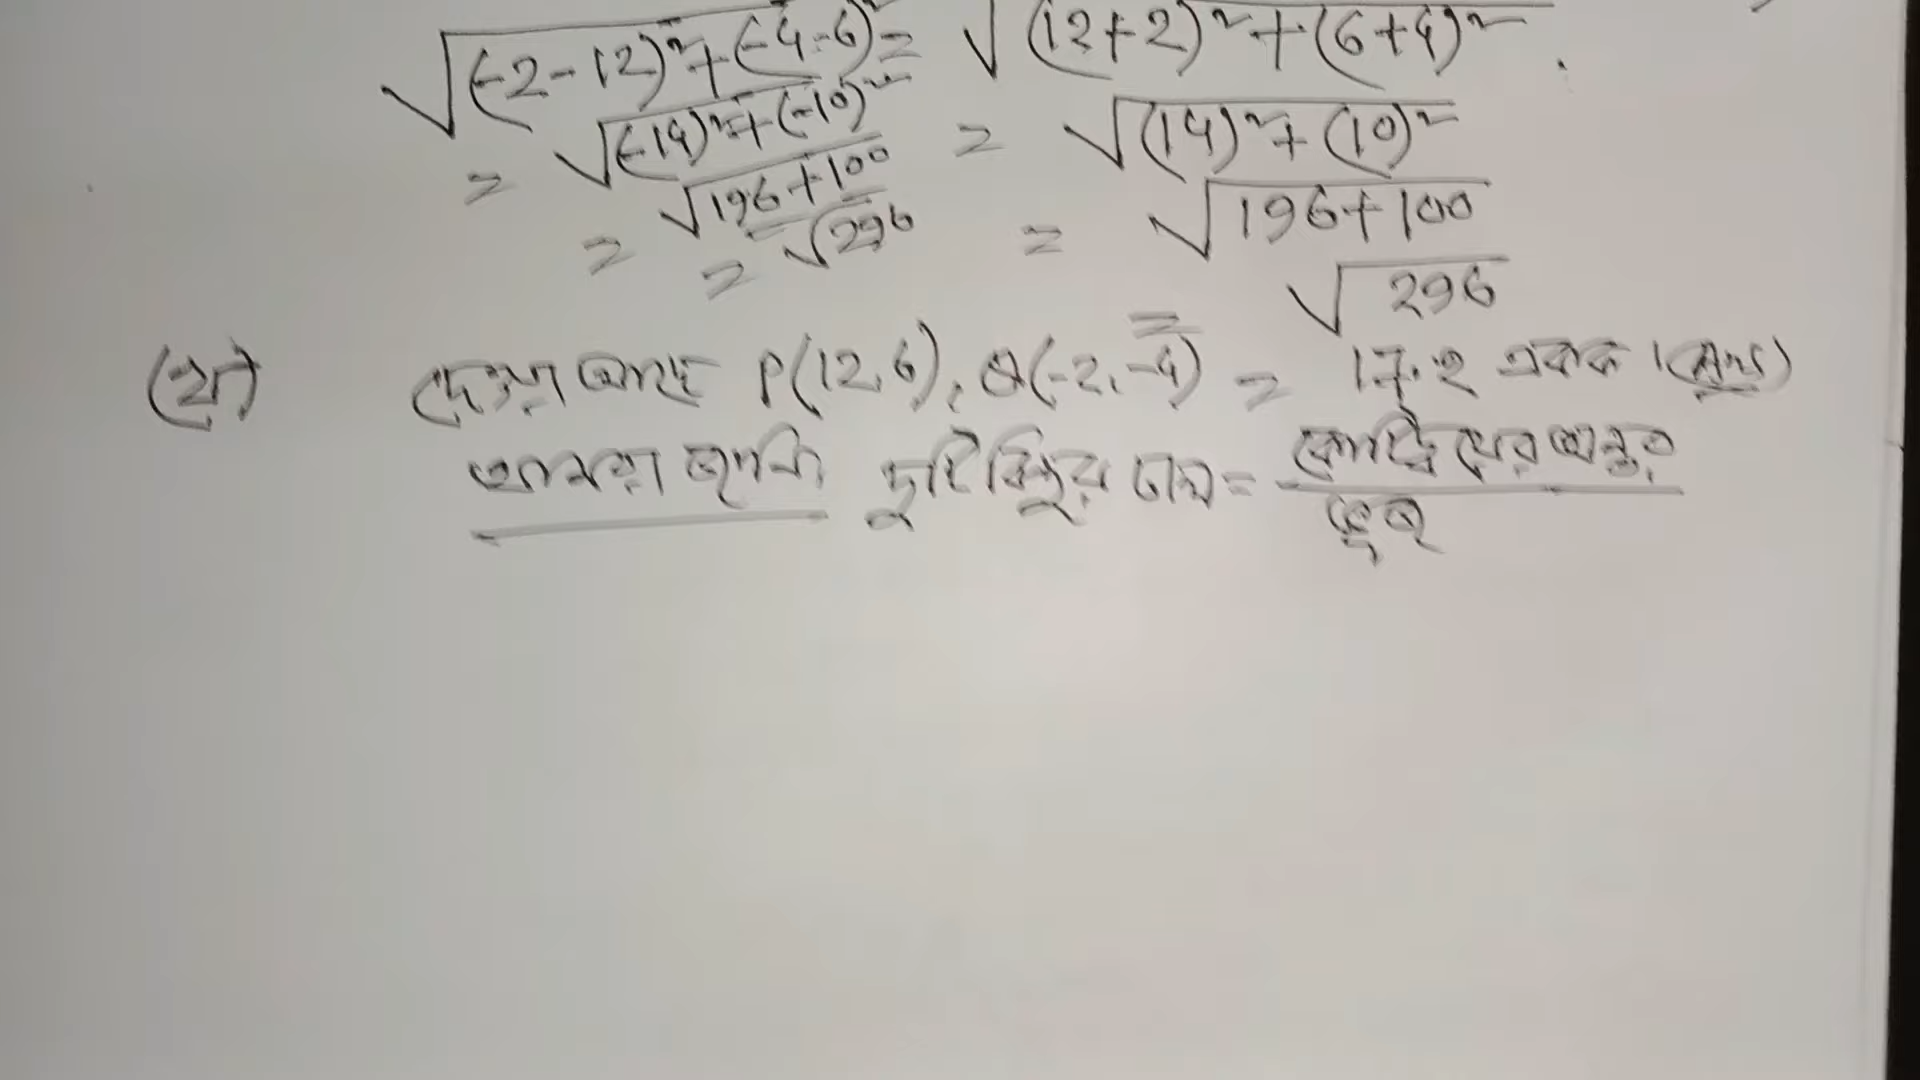 √(-2-12)²+(-4-6)² = √(12+2)²+(6+4)²
= √(-14)²+(-10)² = √(14)²+(10)²
= √196+100 = √196+100
= √296 = √296
(খ) দেওয়া আছে P(12,6), Q(-2,-4) = 17.2 একক। (Ans)
আমরা জানি দুটি বিন্দুর ঢাল = কোটি দ্বয়ের অন্তর